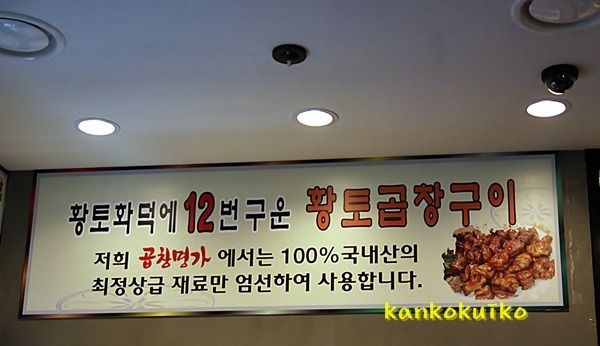 황토화덕에 12번구운 황토곱창구이
저희 곱창명가 에서는 100%국내산의
최정상급 재료만 엄선하여 사용합니다.
kankokuīko